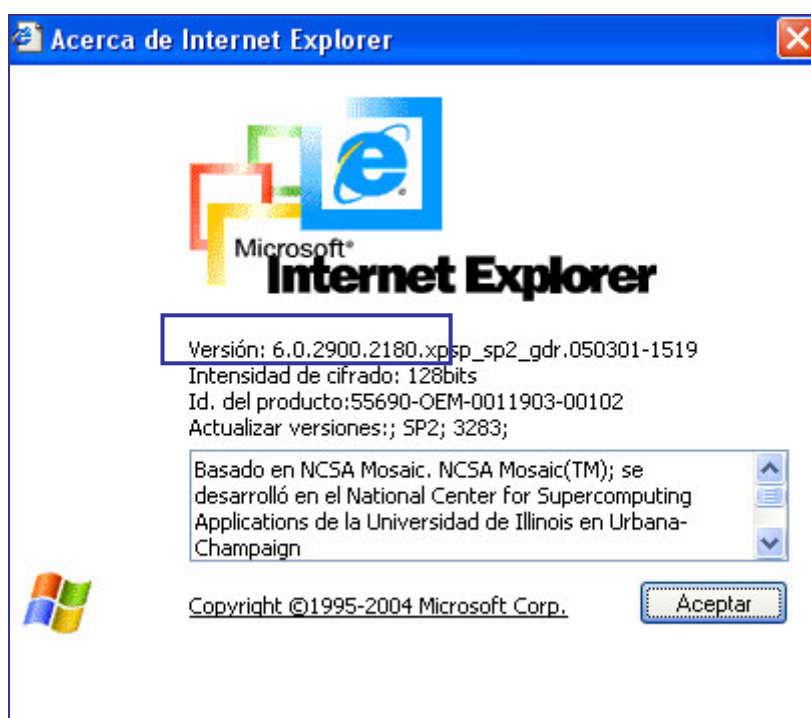 Acerca de Internet Explorer
Microsoft®
Internet Explorer
Versión: 6.0.2900.2180.xpsp_sp2_gdr.050301-1519
Intensidad de cifrado: 128bits
Id. del producto:55690-OEM-0011903-00102
Actualizar versiones:; SP2; 3283;
Basado en NCSA Mosaic. NCSA Mosaic(TM); se
desarrolló en el National Center for Supercomputing
Applications de la Universidad de Illinois en Urbana-
Champaign
Copyright ©1995-2004 Microsoft Corp.
Aceptar